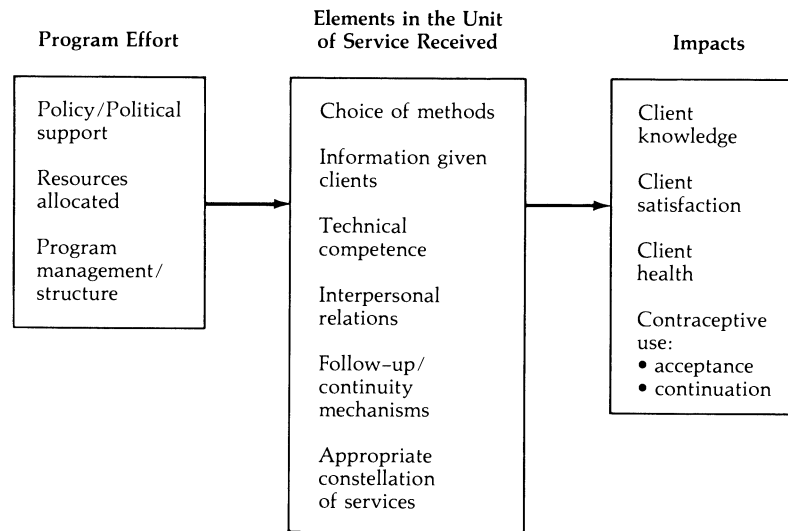 Program Effort
Policy/Political
support
Resources
allocated
Program
management/
structure
Elements in the Unit
of Service Received
Choice of methods
Information given
clients
Technical
competence
Interpersonal
relations
Follow-up/
continuity
mechanisms
Appropriate
constellation
of services
Impacts
Client
knowledge
Client
satisfaction
Client
health
Contraceptive
use:
• acceptance
• continuation